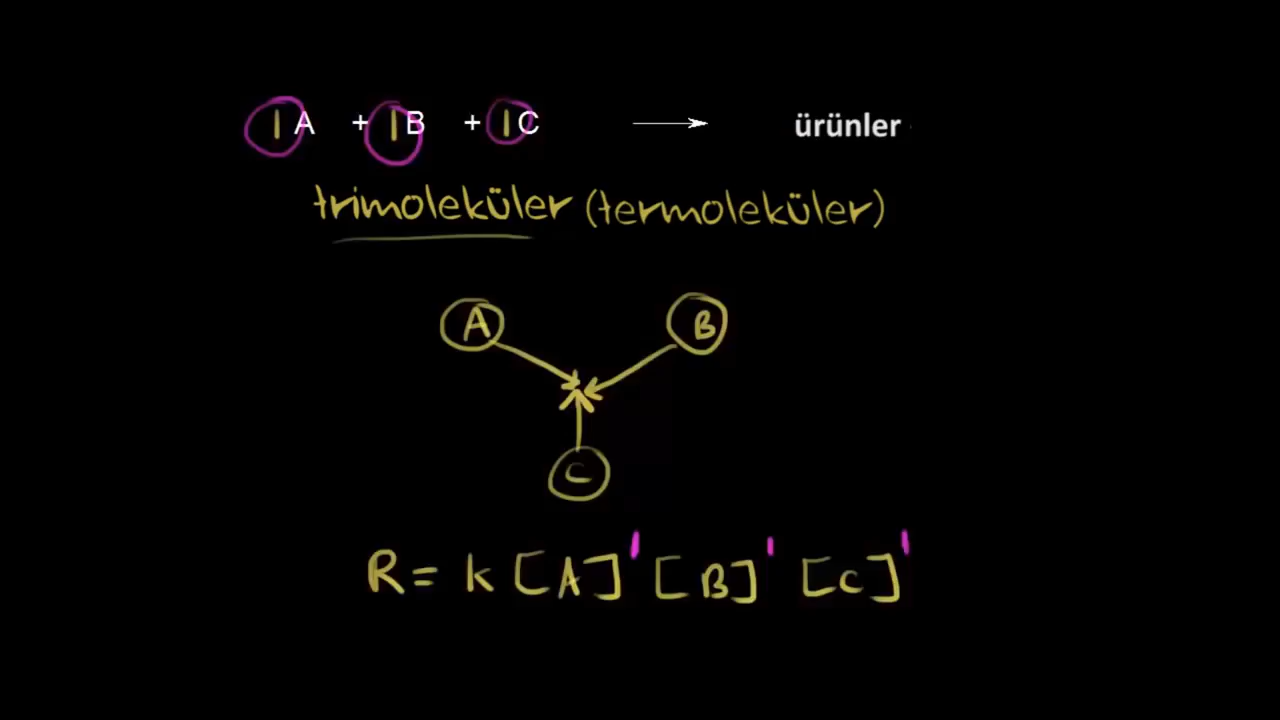 1A + 1B + 1C → ürünler
trimoleküler (termoleküler)
A B
C
R = k [A]¹ [B]¹ [C]¹